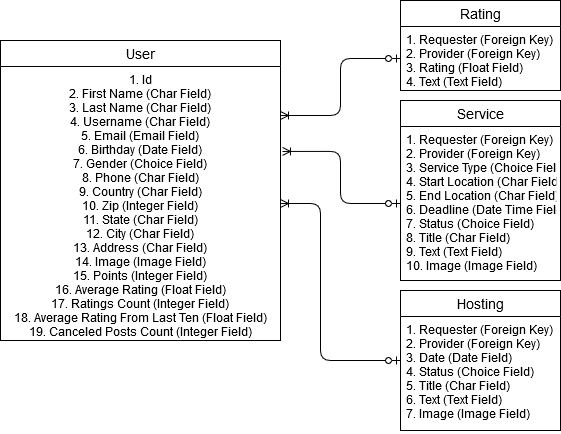 User
1. Id
2. First Name (Char Field)
3. Last Name (Char Field)
4. Username (Char Field)
5. Email (Email Field)
6. Birthday (Date Field)
7. Gender (Choice Field)
8. Phone (Char Field)
9. Country (Char Field)
10. Zip (Integer Field)
11. State (Char Field)
12. City (Char Field)
13. Address (Char Field)
14. Image (Image Field)
15. Points (Integer Field)
16. Average Rating (Float Field)
17. Ratings Count (Integer Field)
18. Average Rating From Last Ten (Float Field)
19. Canceled Posts Count (Integer Field)
Rating
1. Requester (Foreign Key)
2. Provider (Foreign Key)
3. Rating (Float Field)
4. Text (Text Field)
Service
1. Requester (Foreign Key)
2. Provider (Foreign Key)
3. Service Type (Choice Fiel
4. Start Location (Char Field
5. End Location (Char Field)
6. Deadline (Date Time Fiel
7. Status (Choice Field)
8. Title (Char Field)
9. Text (Text Field)
10. Image (Image Field)
Hosting
1. Requester (Foreign Key)
2. Provider (Foreign Key)
3. Date (Date Field)
4. Status (Choice Field)
5. Title (Char Field)
6. Text (Text Field)
7. Image (Image Field)